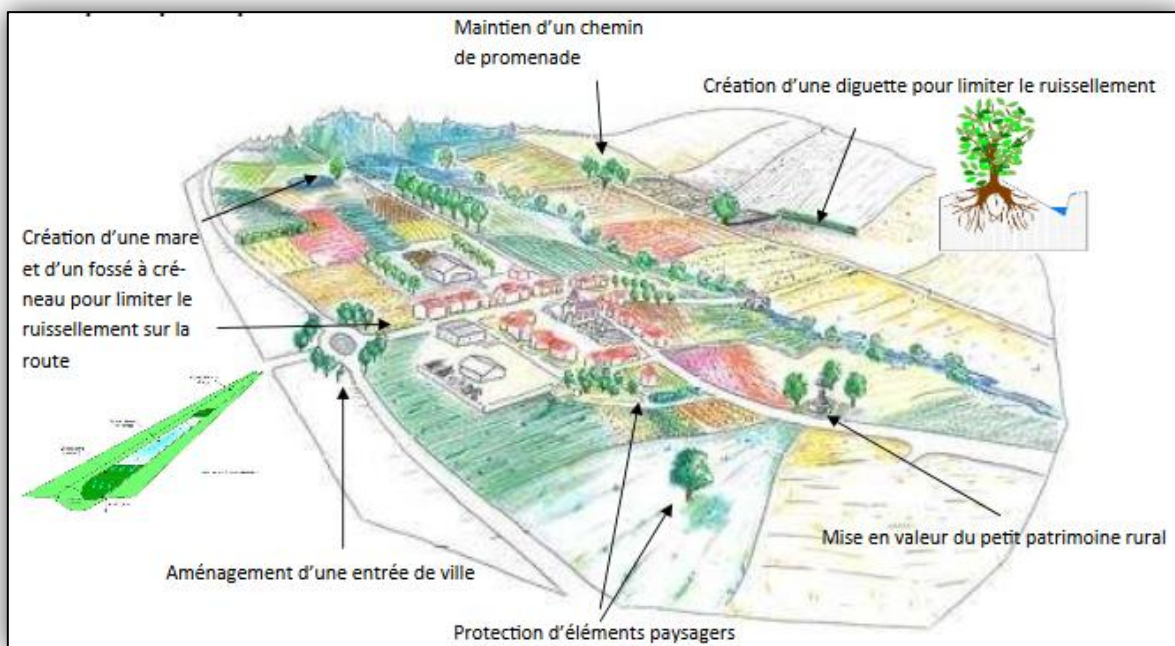 Maintien d'un chemin
de promenade
Création d'une diguette pour limiter le ruissellement
Création d'une mare
et d'un fossé à cré-
neau pour limiter le
ruissellement sur la
route
Mise en valeur du petit patrimoine rural
Aménagement d'une entrée de ville
Protection d'éléments paysagers